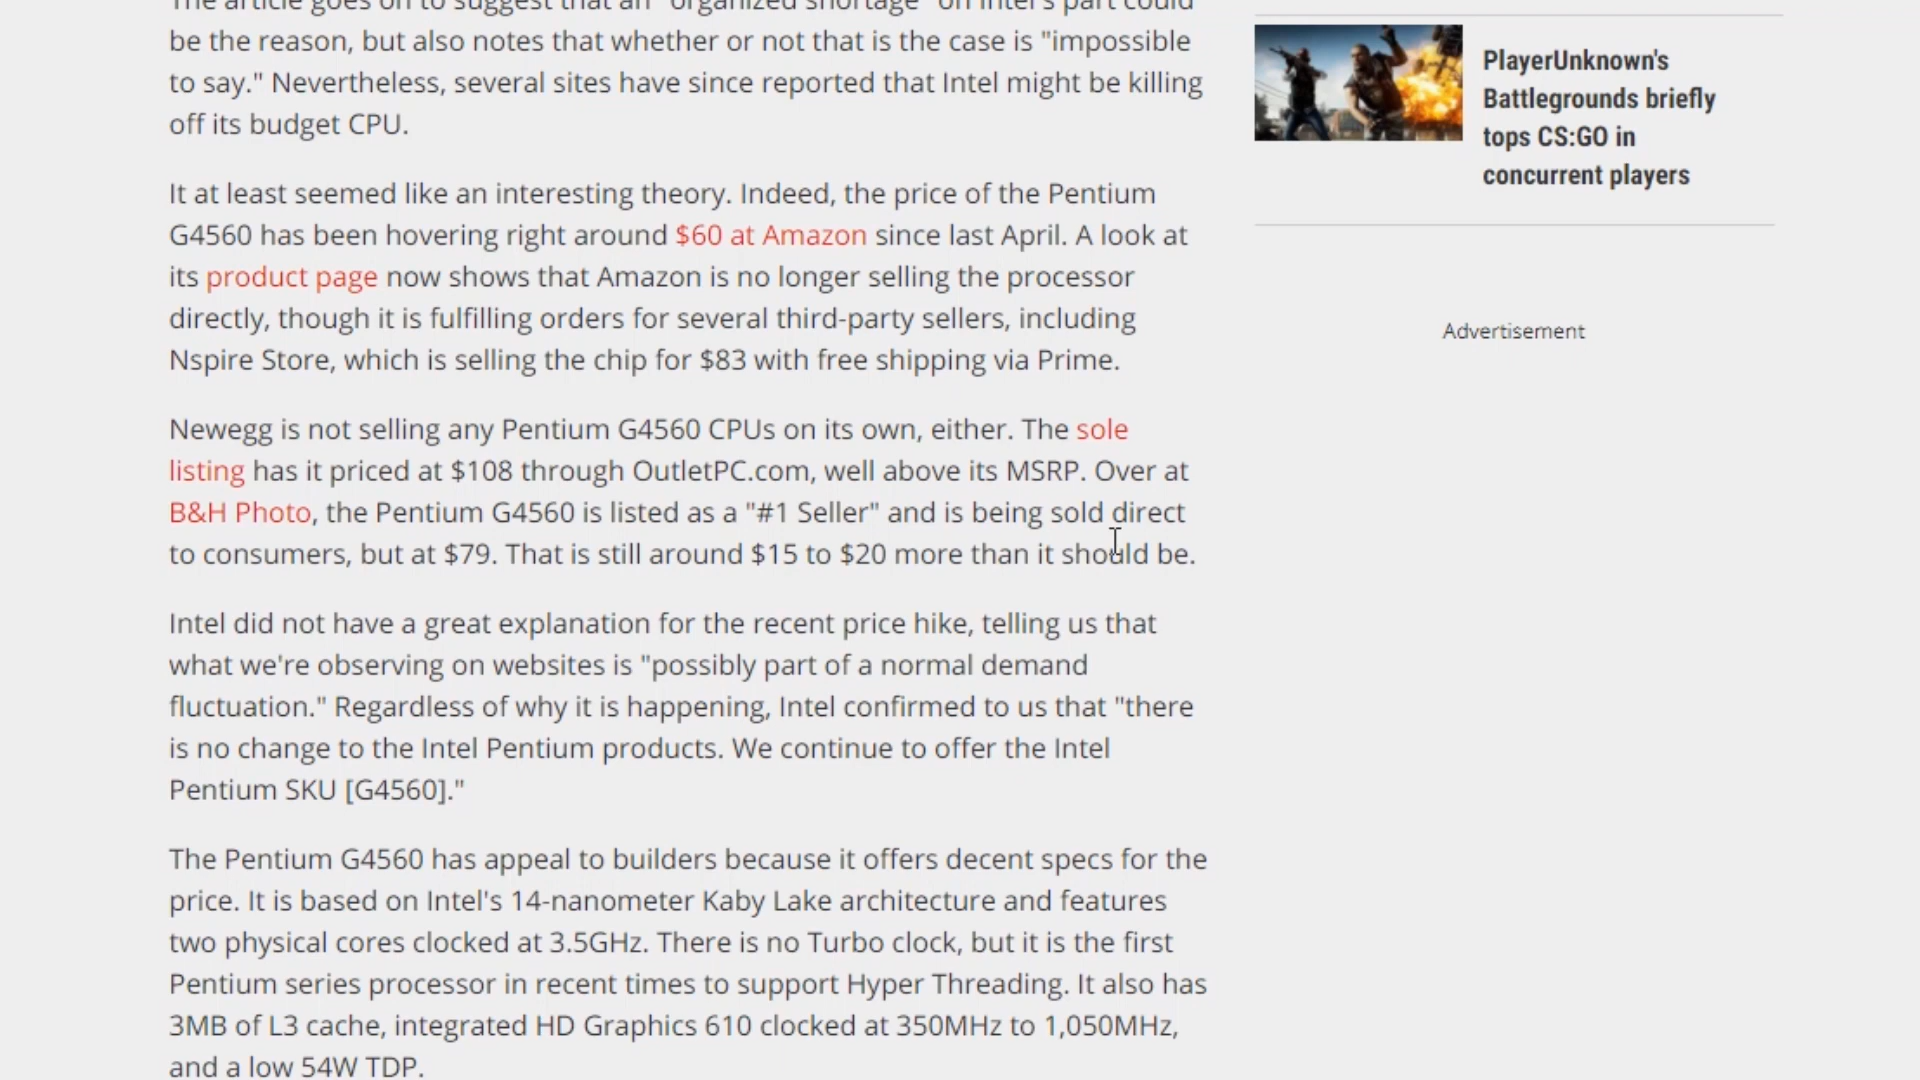 The article goes on to suggest that an "organized shortage" on Intel's part could
be the reason, but also notes that whether or not that is the case is "impossible
to say." Nevertheless, several sites have since reported that Intel might be killing
off its budget CPU.
It at least seemed like an interesting theory. Indeed, the price of the Pentium
G4560 has been hovering right around $60 at Amazon since last April. A look at
its product page now shows that Amazon is no longer selling the processor
directly, though it is fulfilling orders for several third-party sellers, including
Nspire Store, which is selling the chip for $83 with free shipping via Prime.
Newegg is not selling any Pentium G4560 CPUs on its own, either. The sole
listing has it priced at $108 through OutletPC.com, well above its MSRP. Over at
B&H Photo, the Pentium G4560 is listed as a "#1 Seller" and is being sold direct
to consumers, but at $79. That is still around $15 to $20 more than it should be.
Intel did not have a great explanation for the recent price hike, telling us that
what we're observing on websites is "possibly part of a normal demand
fluctuation." Regardless of why it is happening, Intel confirmed to us that "there
is no change to the Intel Pentium products. We continue to offer the Intel
Pentium SKU [G4560]."
The Pentium G4560 has appeal to builders because it offers decent specs for the
price. It is based on Intel's 14-nanometer Kaby Lake architecture and features
two physical cores clocked at 3.5GHz. There is no Turbo clock, but it is the first
Pentium series processor in recent times to support Hyper Threading. It also has
3MB of L3 cache, integrated HD Graphics 610 clocked at 350MHz to 1,050MHz,
and a low 54W TDP.
PlayerUnknown's
Battlegrounds briefly
tops CS:GO in
concurrent players
Advertisement